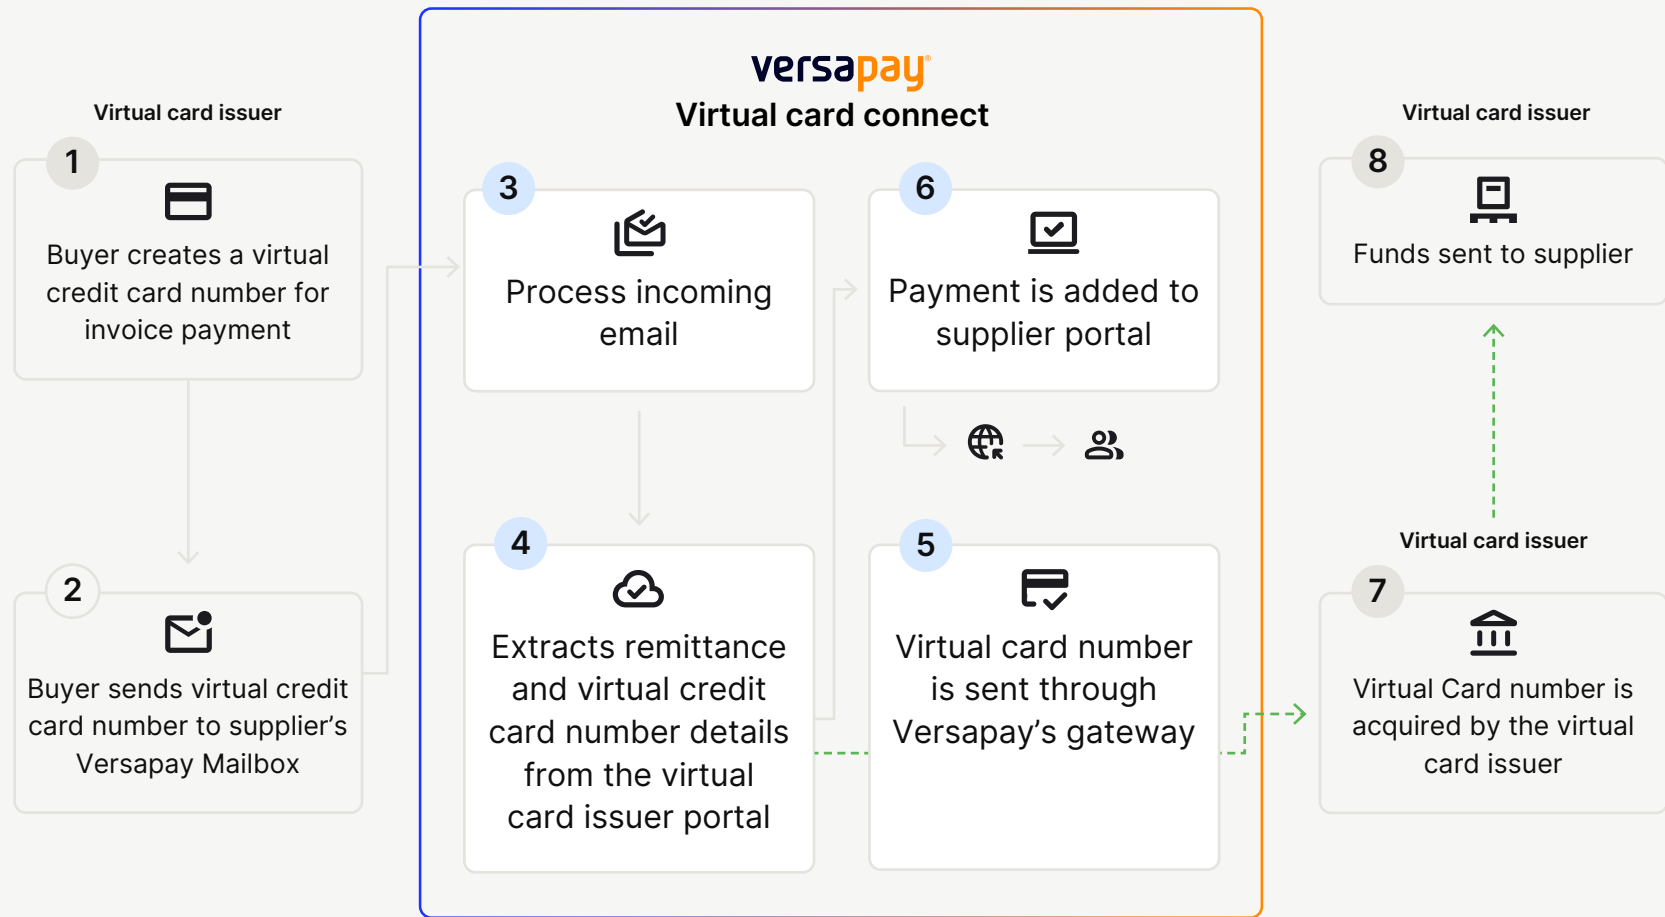 versapay®
Virtual card connect
Virtual card issuer
1
Buyer creates a virtual
credit card number for
invoice payment
2
Buyer sends virtual credit
card number to supplier’s
Versapay Mailbox
3
Process incoming
email
4
Extracts remittance
and virtual credit
card number details
from the virtual
card issuer portal
5
Virtual card number
is sent through
Versapay’s gateway
6
Payment is added to
supplier portal
Virtual card issuer
7
Virtual Card number is
acquired by the virtual
card issuer
Virtual card issuer
8
Funds sent to supplier